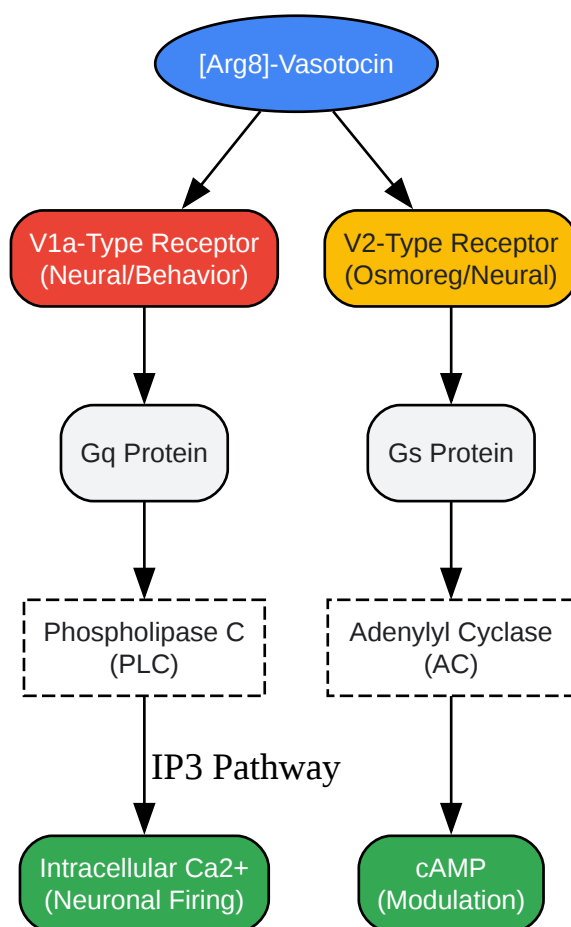 [Arg8]-Vasotocin
V1a-Type Receptor
(Neural/Behavior)
V2-Type Receptor
(Osmoreg/Neural)
Gq Protein
Gs Protein
Phospholipase C
(PLC)
Adenylyl Cyclase
(AC)
IP3 Pathway
Intracellular Ca2+
(Neuronal Firing)
cAMP
(Modulation)